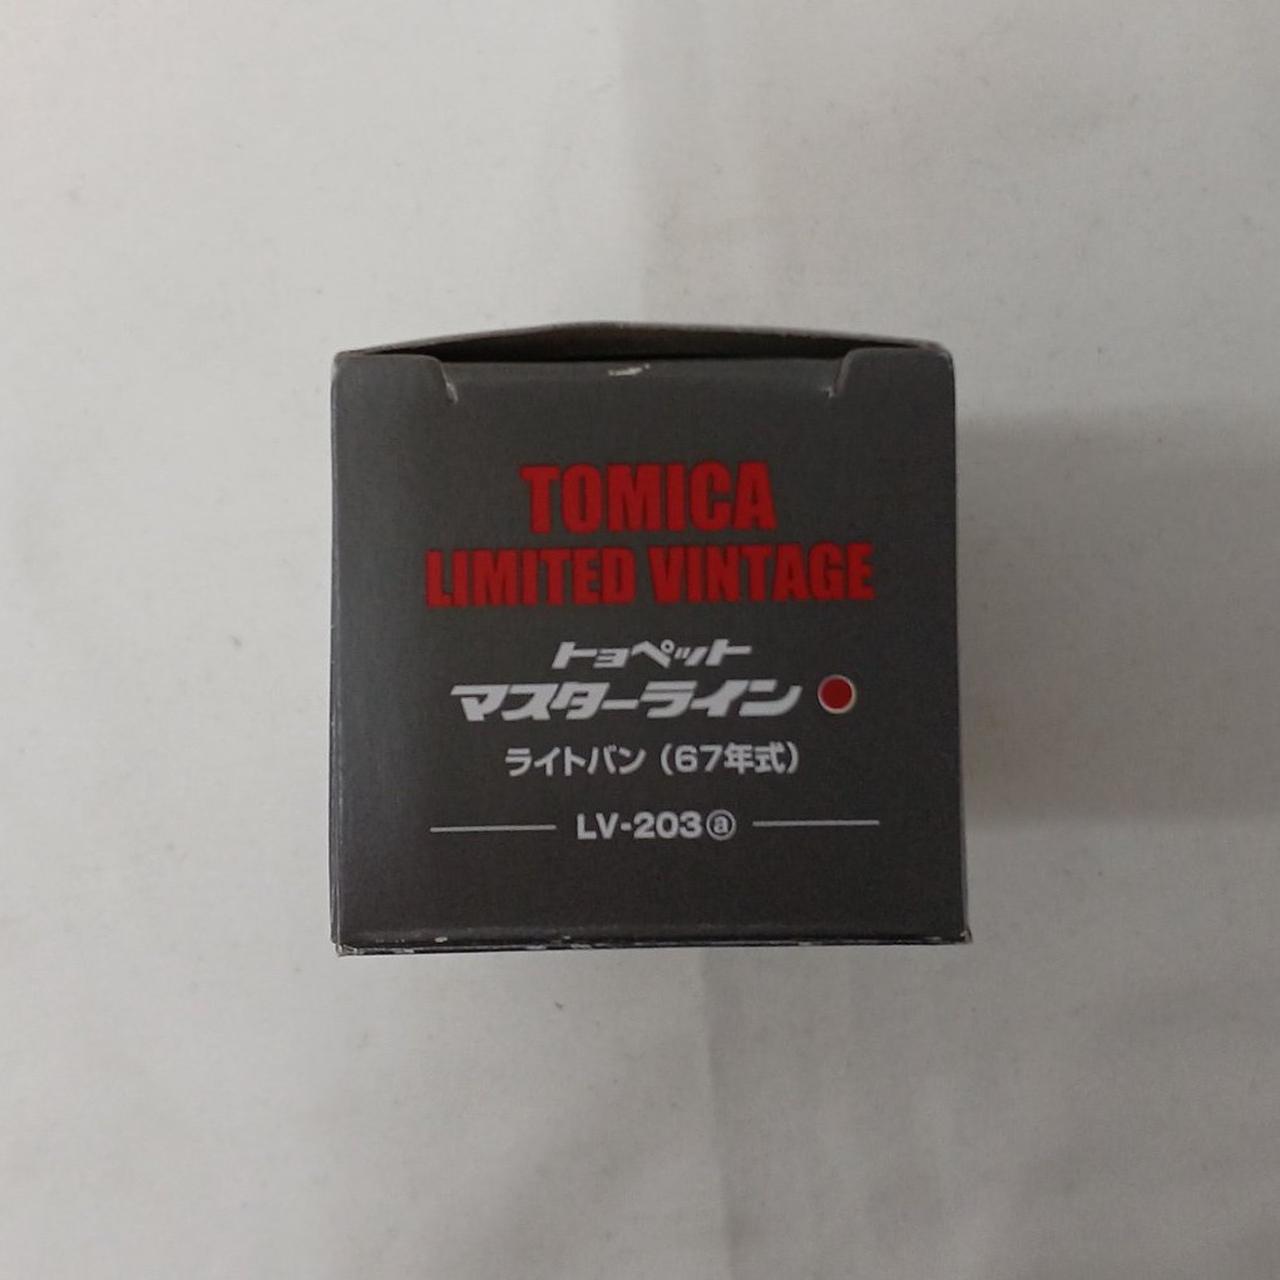 TOMICA
LIMITED VINTAGE
トヨペット
マスターライン
ライトバン（67年式）
LV-203ⓐ